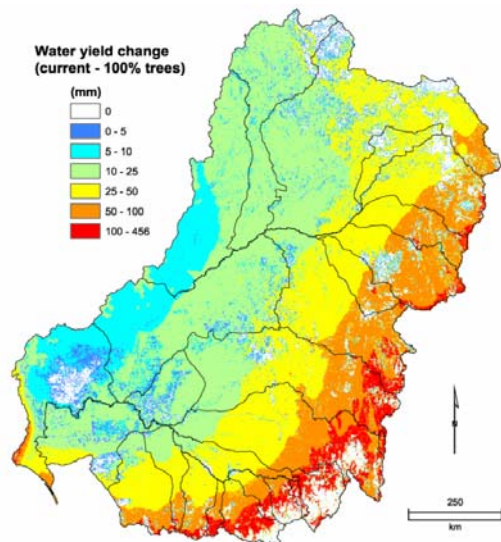 Water yield change
(current - 100% trees)
(mm)
0
0 - 5
5 - 10
10 - 25
25 - 50
50 - 100
100 - 456
N
250
km